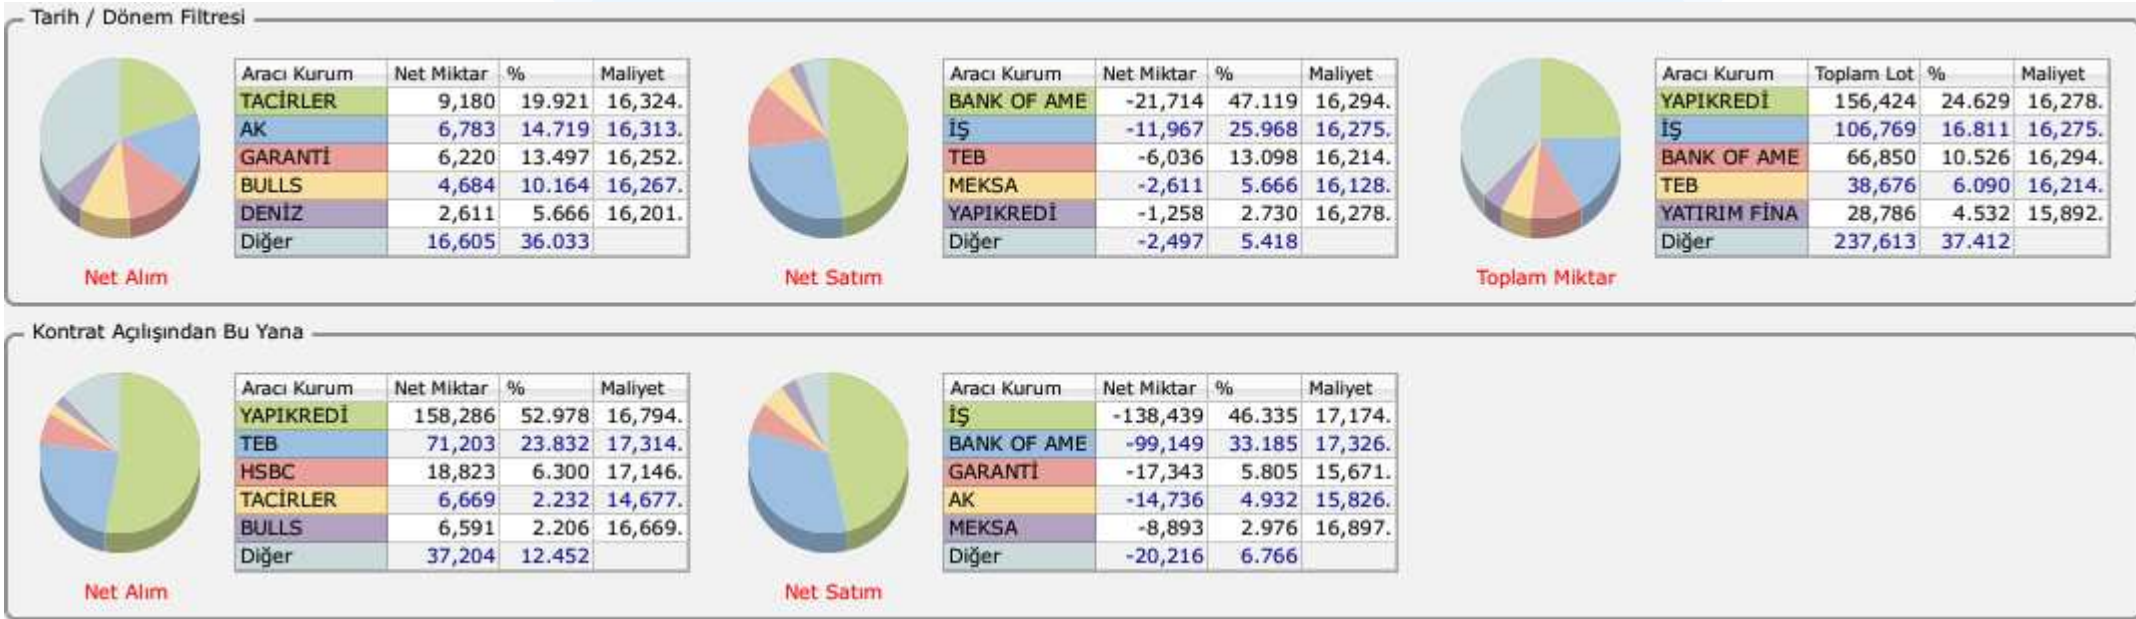 Tarih / Dönem Filtresi
Aracı Kurum Net Miktar % Maliyet
TACİRLER 9,180 19.921 16,324.
AK 6,783 14.719 16,313.
GARANTİ 6,220 13.497 16,252.
BULLS 4,684 10.164 16,267.
DENİZ 2,611 5.666 16,201.
Diğer 16,605 36.033
Net Alım
Aracı Kurum Net Miktar % Maliyet
BANK OF AME -21,714 47.119 16,294.
İŞ -11,967 25.968 16,275.
TEB -6,036 13.098 16,214.
MEKSA -2,611 5.666 16,128.
YAPIKREDİ -1,258 2.730 16,278.
Diğer -2,497 5.418
Net Satım
Aracı Kurum Toplam Lot % Maliyet
YAPIKREDİ 156,424 24.629 16,278.
İŞ 106,769 16.811 16,275.
BANK OF AME 66,850 10.526 16,294.
TEB 38,676 6.090 16,214.
YATIRIM FİNA 28,786 4.532 15,892.
Diğer 237,613 37.412
Toplam Miktar
Kontrat Açılışından Bu Yana
Aracı Kurum Net Miktar % Maliyet
YAPIKREDİ 158,286 52.978 16,794.
TEB 71,203 23.832 17,314.
HSBC 18,823 6.300 17,146.
TACİRLER 6,669 2.232 14,677.
BULLS 6,591 2.206 16,669.
Diğer 37,204 12.452
Net Alım
Aracı Kurum Net Miktar % Maliyet
İŞ -138,439 46.335 17,174.
BANK OF AME -99,149 33.185 17,326.
GARANTİ -17,343 5.805 15,671.
AK -14,736 4.932 15,826.
MEKSA -8,893 2.976 16,897.
Diğer -20,216 6.766
Net Satım